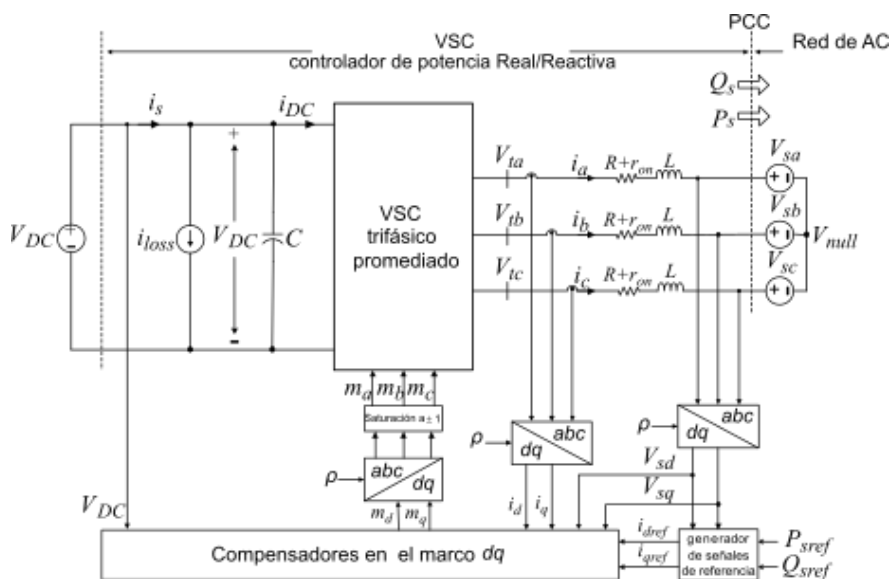 PCC
VSC
controlador de potencia Real/Reactiva
Red de AC
Q_s
P_s
i_s
i_DC
V_DC
i_loss
V_DC
C
+
-
VSC
trifásico
promediado
V_ta
i_a
R+r_on
L
V_sa
V_tb
i_b
R+r_on
L
V_sb
V_null
V_tc
i_c
R+r_on
L
V_sc
m_a m_b m_c
Saturación a ± 1
ρ
abc
dq
ρ
abc
dq
ρ
abc
dq
V_sd
V_sq
V_DC
m_d
m_q
i_d
i_q
Compensadores en el marco dq
i_dref
i_qref
generador
de señales
de referencia
P_sref
Q_sref